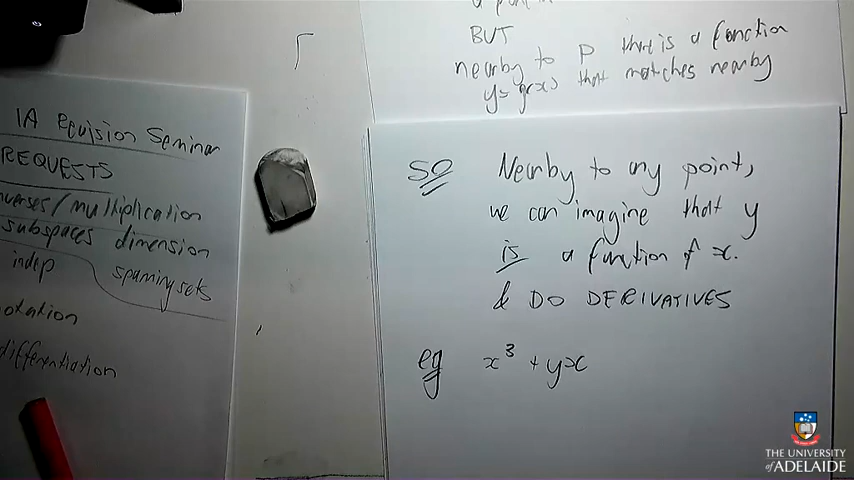 1A Revision Seminar
REQUESTS
nverses/multiplication
subspaces dimension
indep spanning sets
otation
differentiation
BUT
nearby to P there is a function
y=g(x) that matches nearby
SO Nearby to any point,
we can imagine that y
is a function of x.
& DO DERIVATIVES
eg x³ + yx
THE UNIVERSITY
of ADELAIDE